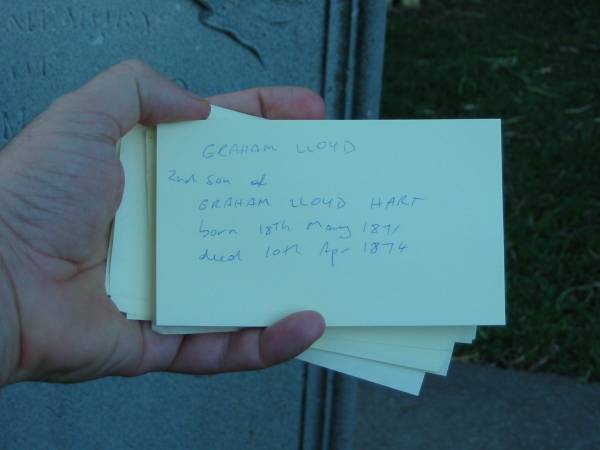 GRAHAM LLOYD
2nd son of
GRAHAM LLOYD HART
born 18th May 1871
died 10th Apr 1874